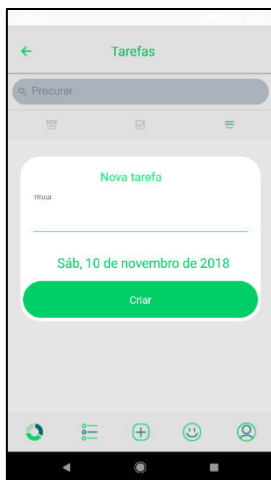 Tarefas
Procurar
Nova tarefa
TÍTULO
Sáb, 10 de novembro de 2018
Criar